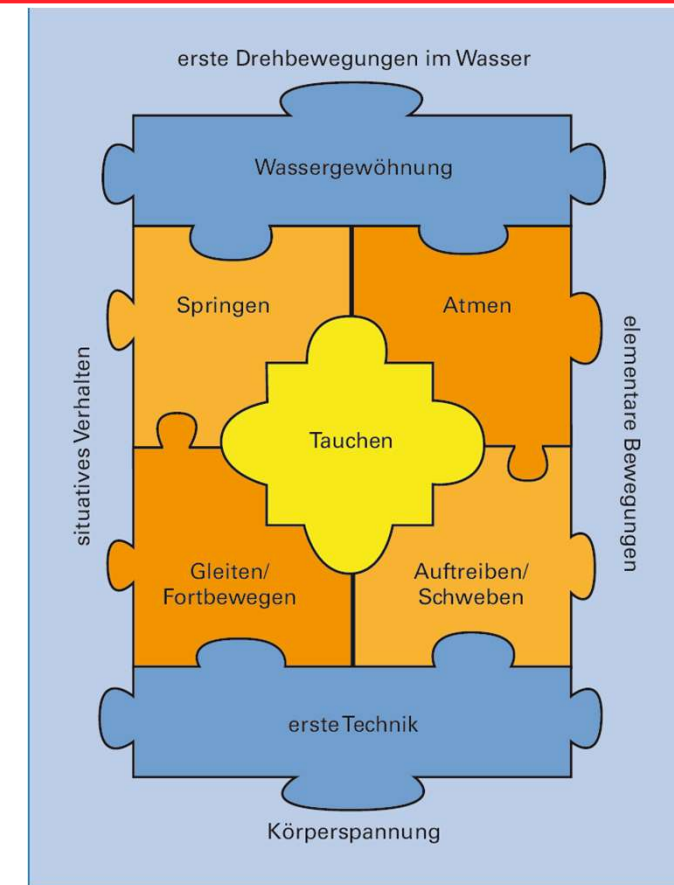 erste Drehbewegungen im Wasser
Wassergewöhnung
Springen
Atmen
situatives Verhalten
elementare Bewegungen
Tauchen
Gleiten/
Fortbewegen
Auftreiben/
Schweben
erste Technik
Körperspannung